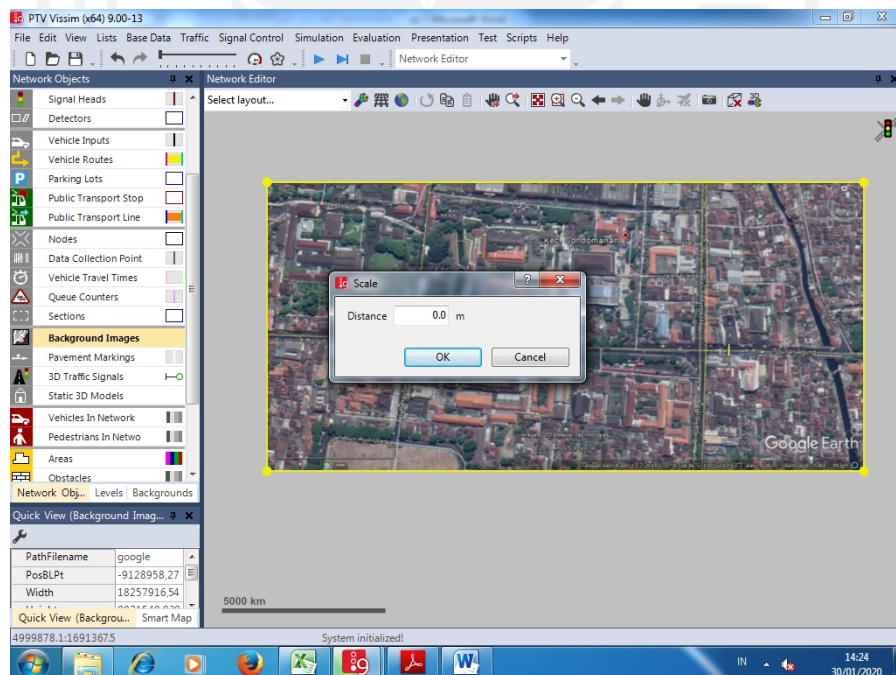 PTV Vissim (x64) 9.00-13
File Edit View Lists Base Data Traffic Signal Control Simulation Evaluation Presentation Test Scripts Help
Network Editor
Network Objects
Network Editor
Select layout...
Signal Heads
Detectors
Vehicle Inputs
Vehicle Routes
Parking Lots
Public Transport Stop
Public Transport Line
Nodes
Data Collection Point
Vehicle Travel Times
Queue Counters
Sections
Background Images
Pavement Markings
3D Traffic Signals
Static 3D Models
Vehicles In Network
Pedestrians In Netwo
Areas
Obstacles
Network Obj... Levels Backgrounds
Quick View (Background Imag...
PathFilename google
PosBLPt -9128958,27
Width 18257916,54
Quick View (Backgrou... Smart Map
Kec. Gondomanan
Scale
Distance 0.0 m
OK Cancel
Google Earth
5000 km
4999878.1:1691367.5 System initialized!
IN 14:24
30/01/2020